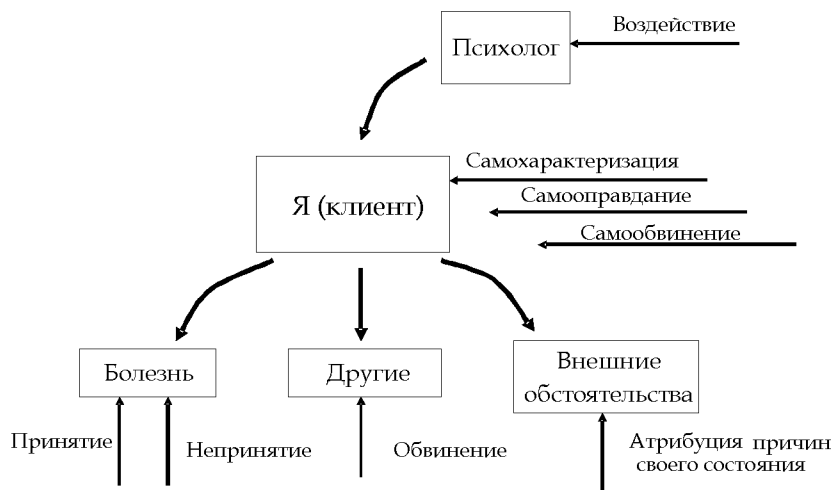 Воздействие
Психолог
Самохарактеризация
Я (клиент)
Самооправдание
Самообвинение
Болезнь
Другие
Внешние
обстоятельства
Принятие
Непринятие
Обвинение
Атрибуция причин
своего состояния